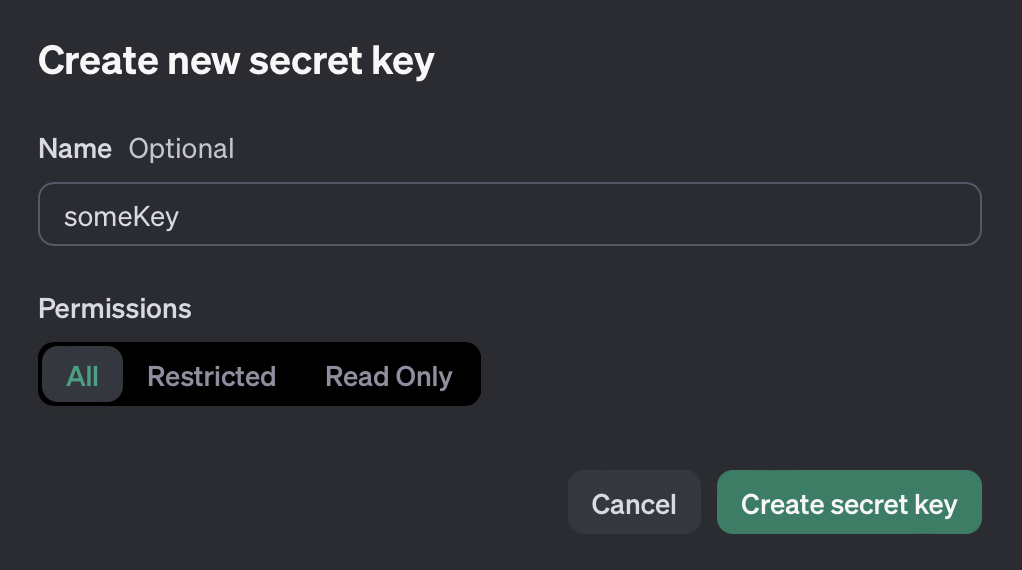 Create new secret key
Name Optional
someKey
Permissions
All Restricted Read Only
Cancel Create secret key